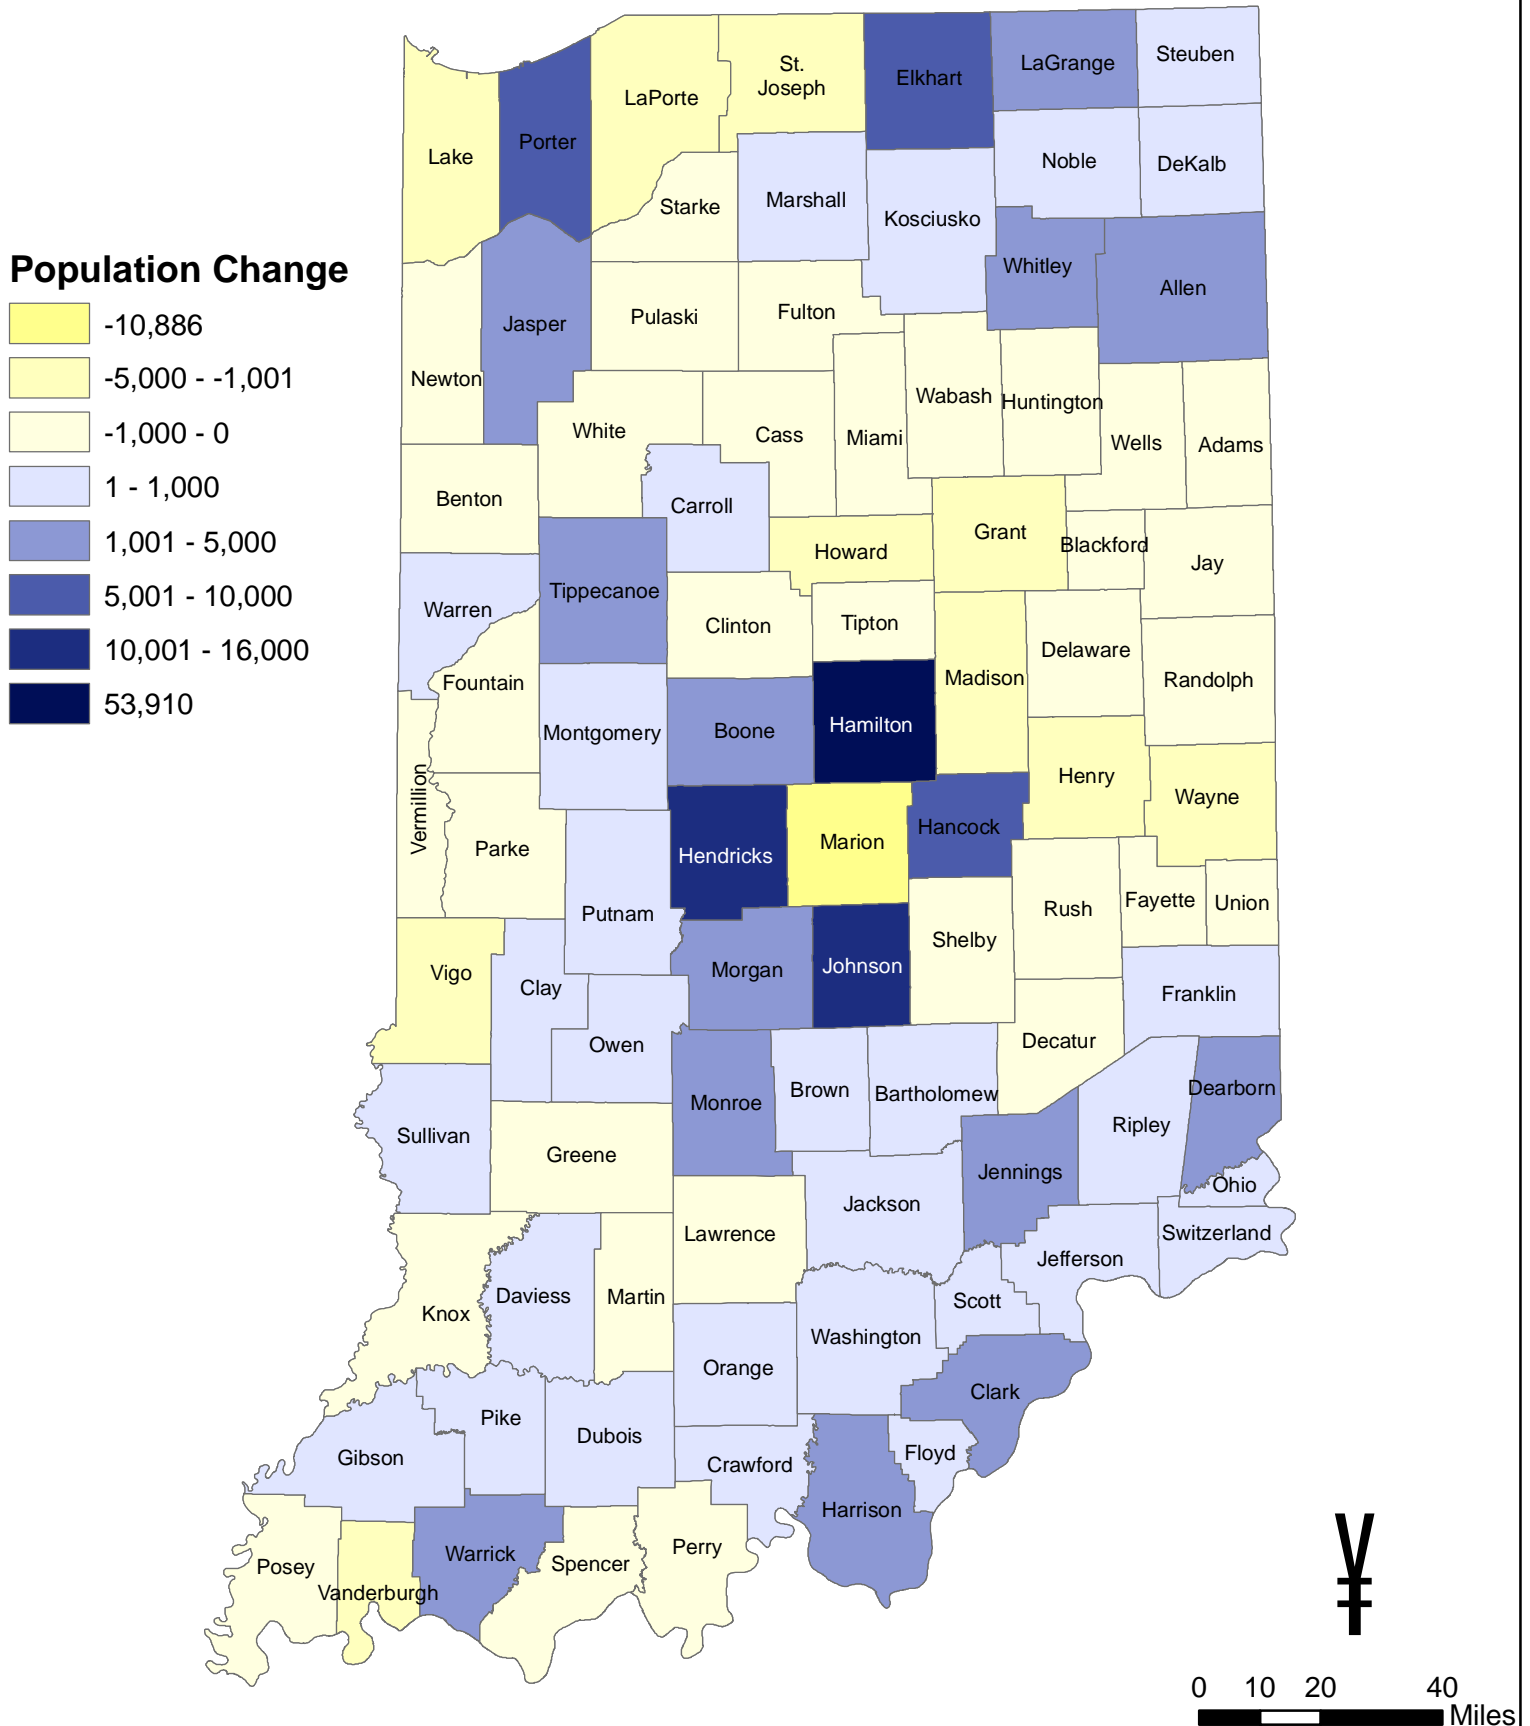 Population Change
-10,886
-5,000 - -1,001
-1,000 - 0
1 - 1,000
1,001 - 5,000
5,001 - 10,000
10,001 - 16,000
53,910
Lake
Porter
LaPorte
St.
Joseph
Elkhart
LaGrange
Steuben
Noble
DeKalb
Starke
Marshall
Kosciusko
Whitley
Allen
Newton
Jasper
Pulaski
Fulton
White
Cass
Miami
Wabash
Huntington
Wells
Adams
Benton
Carroll
Howard
Grant
Blackford
Jay
Warren
Tippecanoe
Clinton
Tipton
Madison
Delaware
Randolph
Fountain
Montgomery
Boone
Hamilton
Henry
Wayne
Vermillion
Parke
Putnam
Hendricks
Marion
Hancock
Shelby
Rush
Fayette
Union
Vigo
Clay
Owen
Morgan
Johnson
Decatur
Franklin
Sullivan
Greene
Monroe
Brown
Bartholomew
Jennings
Ripley
Dearborn
Ohio
Switzerland
Jefferson
Jackson
Lawrence
Knox
Daviess
Martin
Orange
Washington
Scott
Clark
Floyd
Harrison
Crawford
Dubois
Pike
Gibson
Posey
Vanderburgh
Warrick
Spencer
Perry
¥
0 10 20 40
Miles